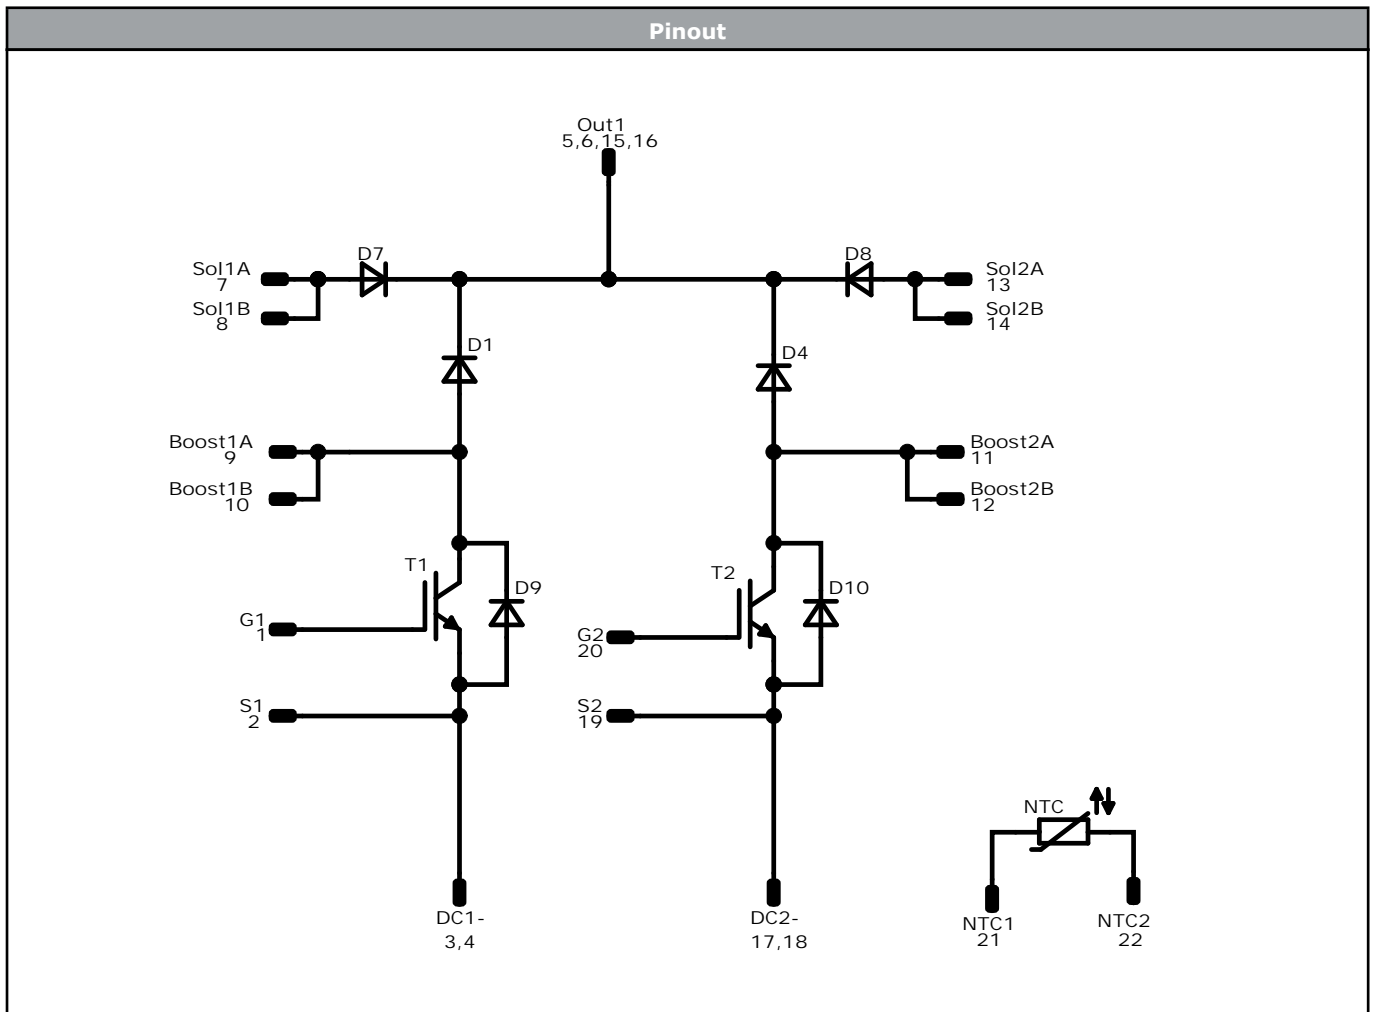 Pinout
Out1
5,6,15,16
D7
D8
Sol1A
7
Sol2A
13
Sol1B
8
Sol2B
14
D1
D4
Boost1A
9
Boost2A
11
Boost1B
10
Boost2B
12
T1
T2
D9
D10
G1
1
G2
20
S1
2
S2
19
NTC
DC1-
3,4
DC2-
17,18
NTC1
21
NTC2
22